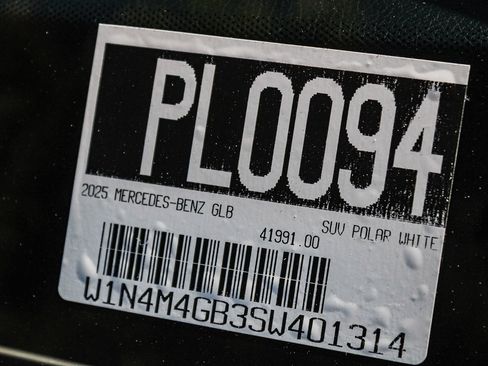 PL0094
2025 MERCEDES-BENZ GLB
SUV POLAR WHITE
41991.00
W1N4M4GB3SW401314